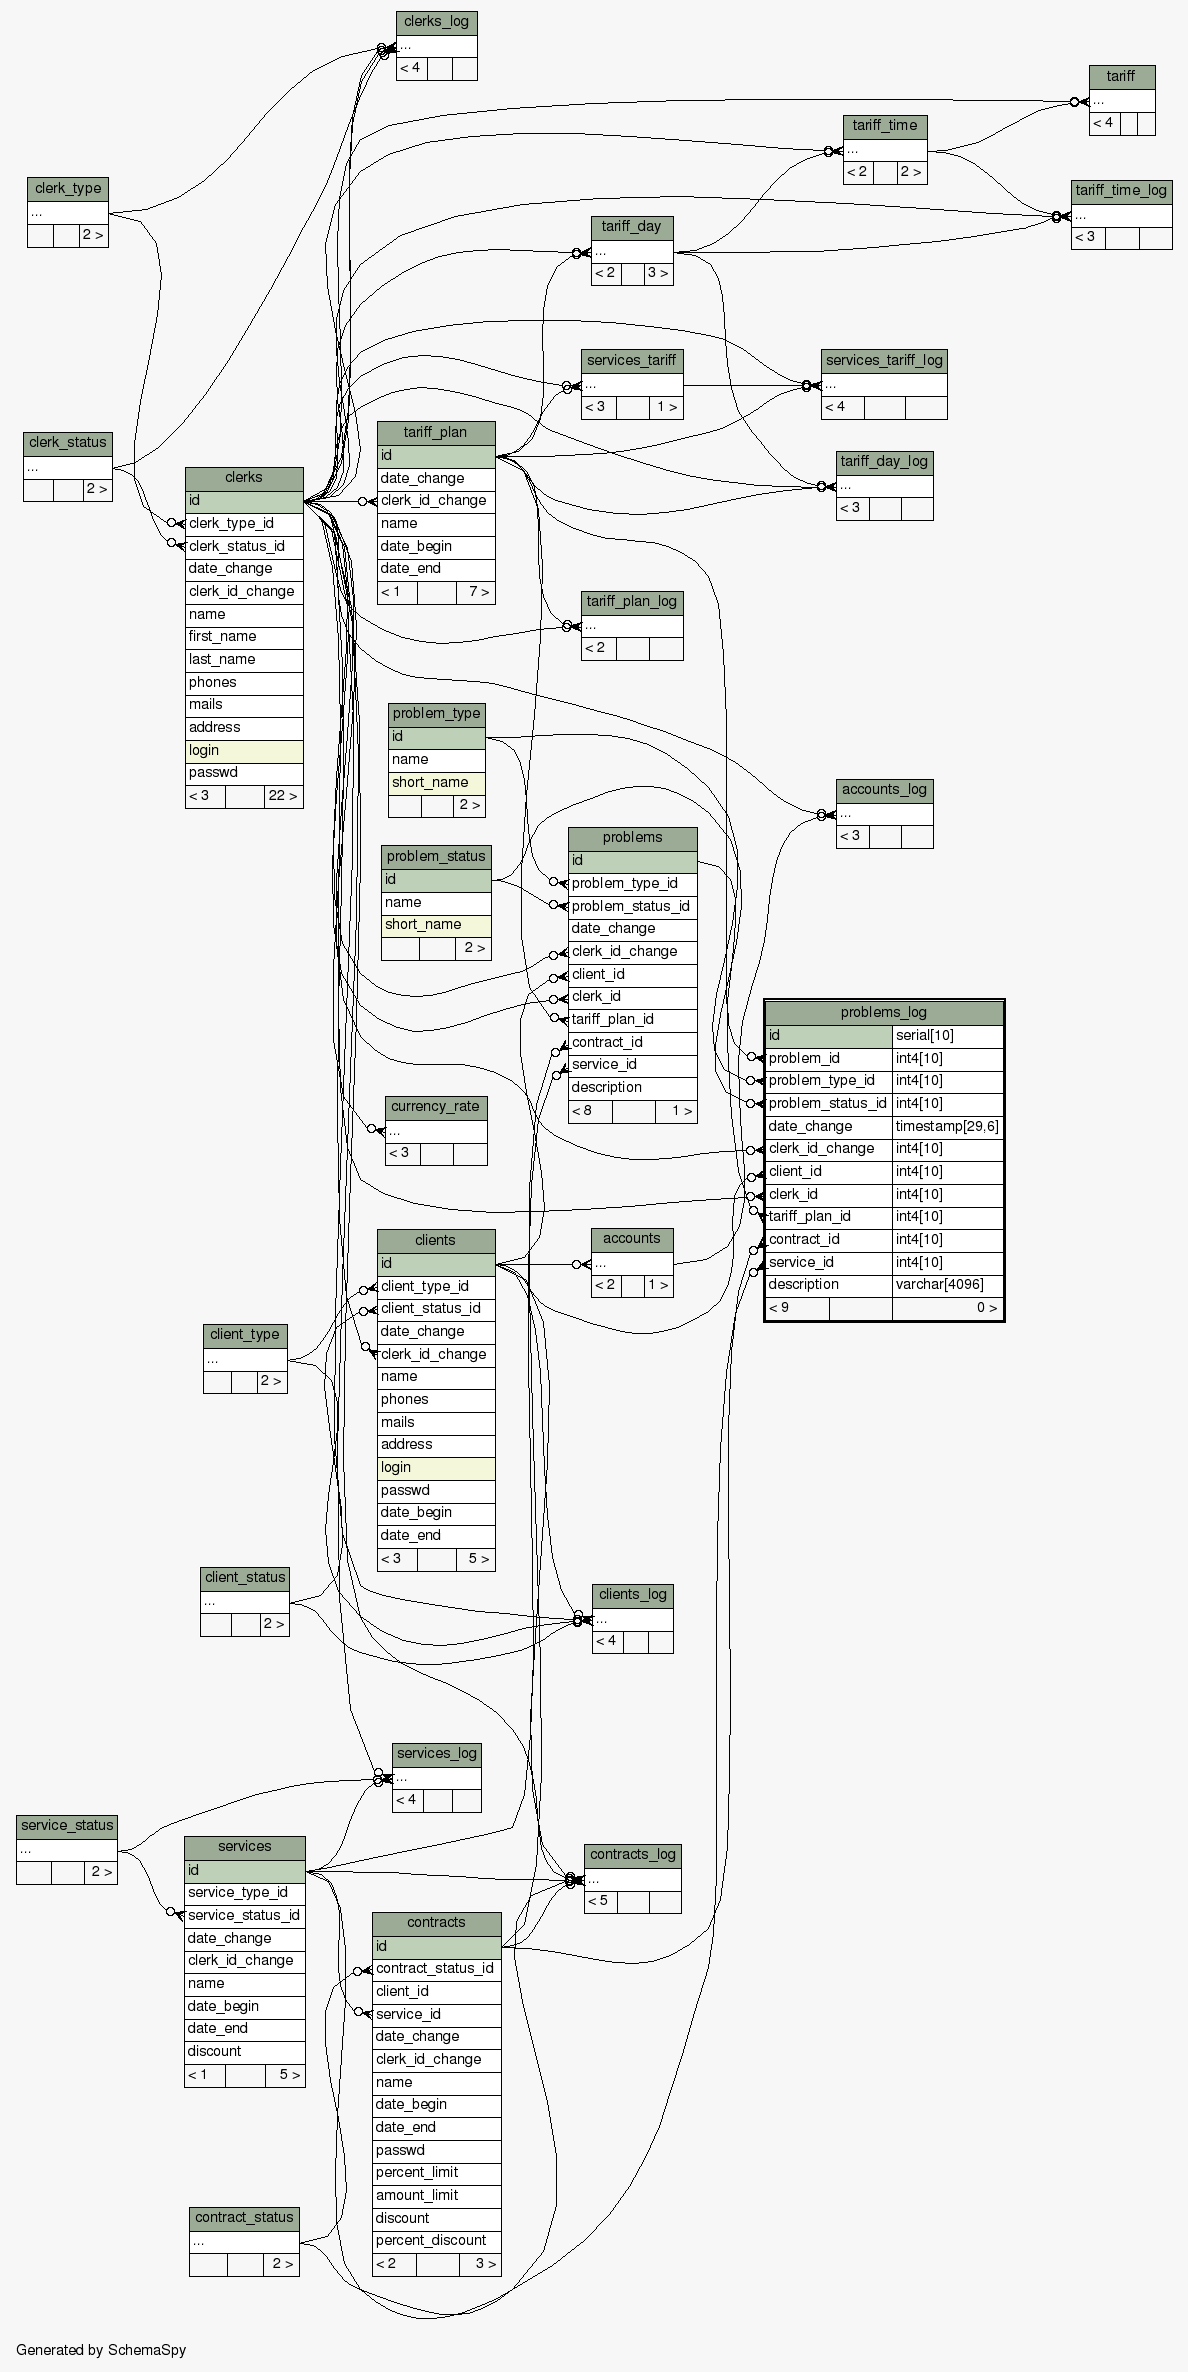 clerks_log
...
< 4
tariff
...
< 4
tariff_time
...
< 2 2 >
clerk_type
...
2 >
tariff_time_log
...
< 3
tariff_day
...
< 2 3 >
services_tariff
...
< 3 1 >
services_tariff_log
...
< 4
clerk_status
...
2 >
tariff_plan
id
date_change
clerk_id_change
name
date_begin
date_end
< 1 7 >
tariff_day_log
...
< 3
clerks
id
clerk_type_id
clerk_status_id
date_change
clerk_id_change
name
first_name
last_name
phones
mails
address
login
passwd
< 3 22 >
tariff_plan_log
...
< 2
problem_type
id
name
short_name
2 >
accounts_log
...
< 3
problems
id
problem_type_id
problem_status_id
date_change
clerk_id_change
client_id
clerk_id
tariff_plan_id
contract_id
service_id
description
< 8 1 >
problem_status
id
name
short_name
2 >
problems_log
id serial[10]
problem_id int4[10]
problem_type_id int4[10]
problem_status_id int4[10]
date_change timestamp[29,6]
clerk_id_change int4[10]
client_id int4[10]
clerk_id int4[10]
tariff_plan_id int4[10]
contract_id int4[10]
service_id int4[10]
description varchar[4096]
< 9 0 >
currency_rate
...
< 3
clients
id
client_type_id
client_status_id
date_change
clerk_id_change
name
phones
mails
address
login
passwd
date_begin
date_end
< 3 5 >
accounts
...
< 2 1 >
client_type
...
2 >
client_status
...
2 >
clients_log
...
< 4
services_log
...
< 4
service_status
...
2 >
services
id
service_type_id
service_status_id
date_change
clerk_id_change
name
date_begin
date_end
discount
< 1 5 >
contracts_log
...
< 5
contracts
id
contract_status_id
client_id
service_id
date_change
clerk_id_change
name
date_begin
date_end
passwd
percent_limit
amount_limit
discount
percent_discount
< 2 3 >
contract_status
...
2 >
Generated by SchemaSpy